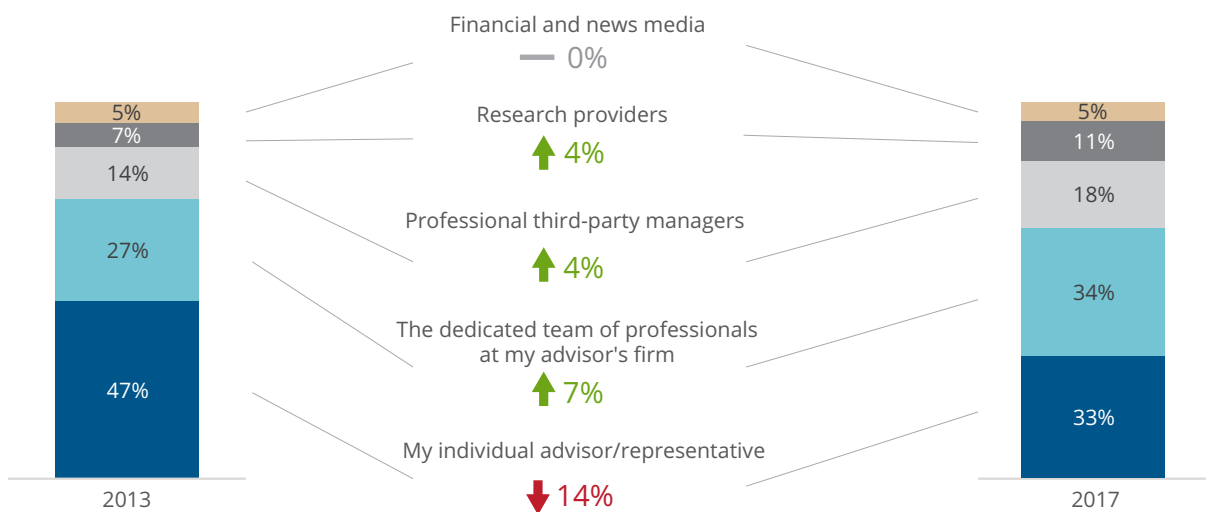 Financial and news media
0%
5%
7%
14%
27%
47%
2013
Research providers
4%
Professional third-party managers
4%
The dedicated team of professionals
at my advisor's firm
7%
My individual advisor/representative
14%
5%
11%
18%
34%
33%
2017